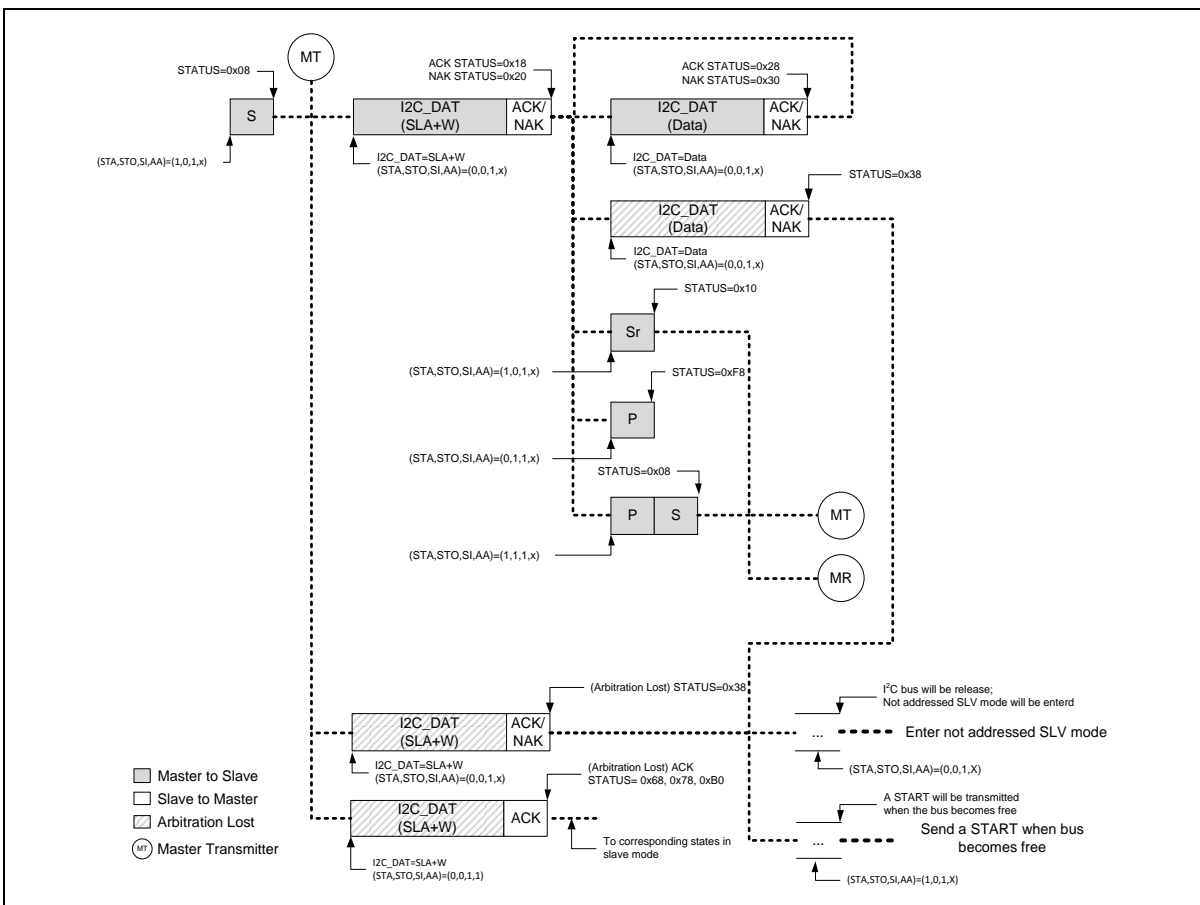 MT
STATUS=0x08
S
(STA,STO,SI,AA)=(1,0,1,x)
ACK STATUS=0x18
NAK STATUS=0x20
I2C_DAT
(SLA+W)
ACK/
NAK
I2C_DAT=SLA+W
(STA,STO,SI,AA)=(0,0,1,x)
ACK STATUS=0x28
NAK STATUS=0x30
I2C_DAT
(Data)
ACK/
NAK
I2C_DAT=Data
(STA,STO,SI,AA)=(0,0,1,x)
STATUS=0x38
I2C_DAT
(Data)
ACK/
NAK
I2C_DAT=Data
(STA,STO,SI,AA)=(0,0,1,x)
STATUS=0x10
Sr
(STA,STO,SI,AA)=(1,0,1,x)
STATUS=0xF8
P
(STA,STO,SI,AA)=(0,1,1,x)
STATUS=0x08
P S
MT
(STA,STO,SI,AA)=(1,1,1,x)
MR
(Arbitration Lost) STATUS=0x38
I2C_DAT
(SLA+W)
ACK/
NAK
I2C_DAT=SLA+W
(STA,STO,SI,AA)=(0,0,1,x)
I²C bus will be release;
Not addressed SLV mode will be enterd
...
Enter not addressed SLV mode
(STA,STO,SI,AA)=(0,0,1,X)
(Arbitration Lost) ACK
STATUS= 0x68, 0x78, 0xB0
I2C_DAT
(SLA+W)
ACK
I2C_DAT=SLA+W
(STA,STO,SI,AA)=(0,0,1,1)
To corresponding states in
slave mode
A START will be transmitted
when the bus becomes free
...
Send a START when bus
becomes free
(STA,STO,SI,AA)=(1,0,1,X)
Master to Slave
Slave to Master
Arbitration Lost
MT Master Transmitter